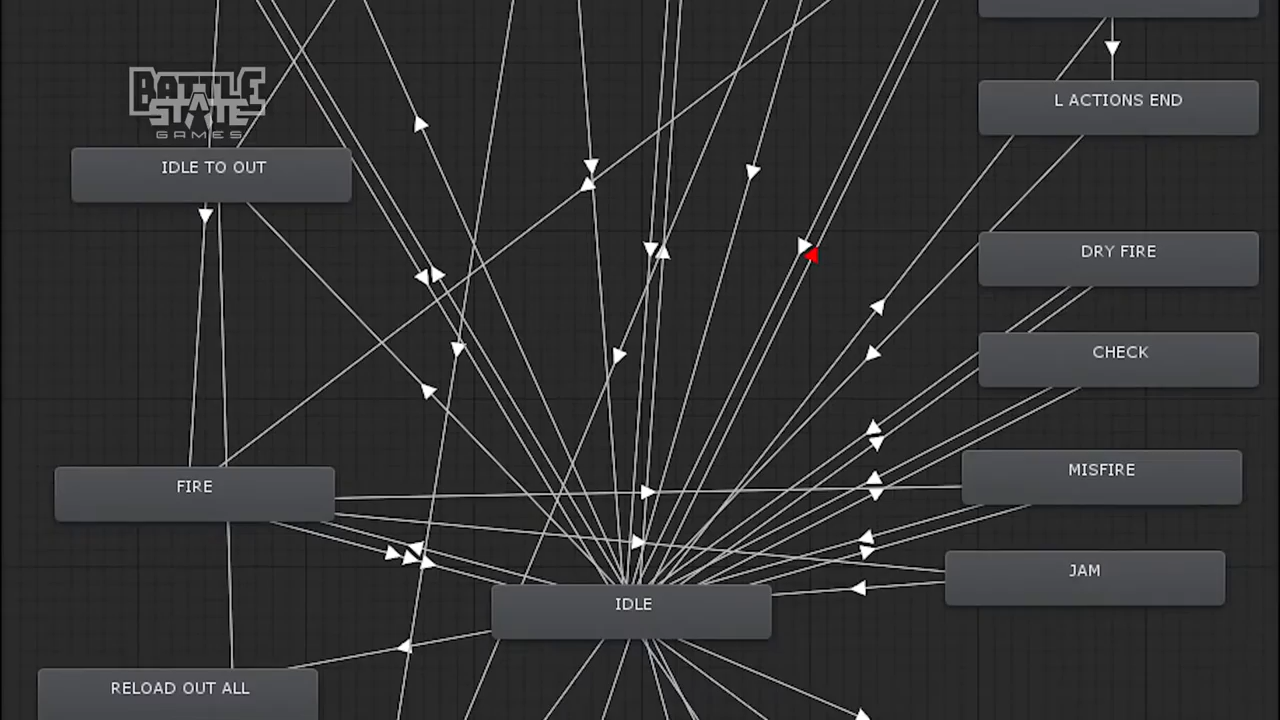 BATTLE
STATE
GAMES
L ACTIONS END
IDLE TO OUT
DRY FIRE
CHECK
MISFIRE
FIRE
JAM
IDLE
RELOAD OUT ALL